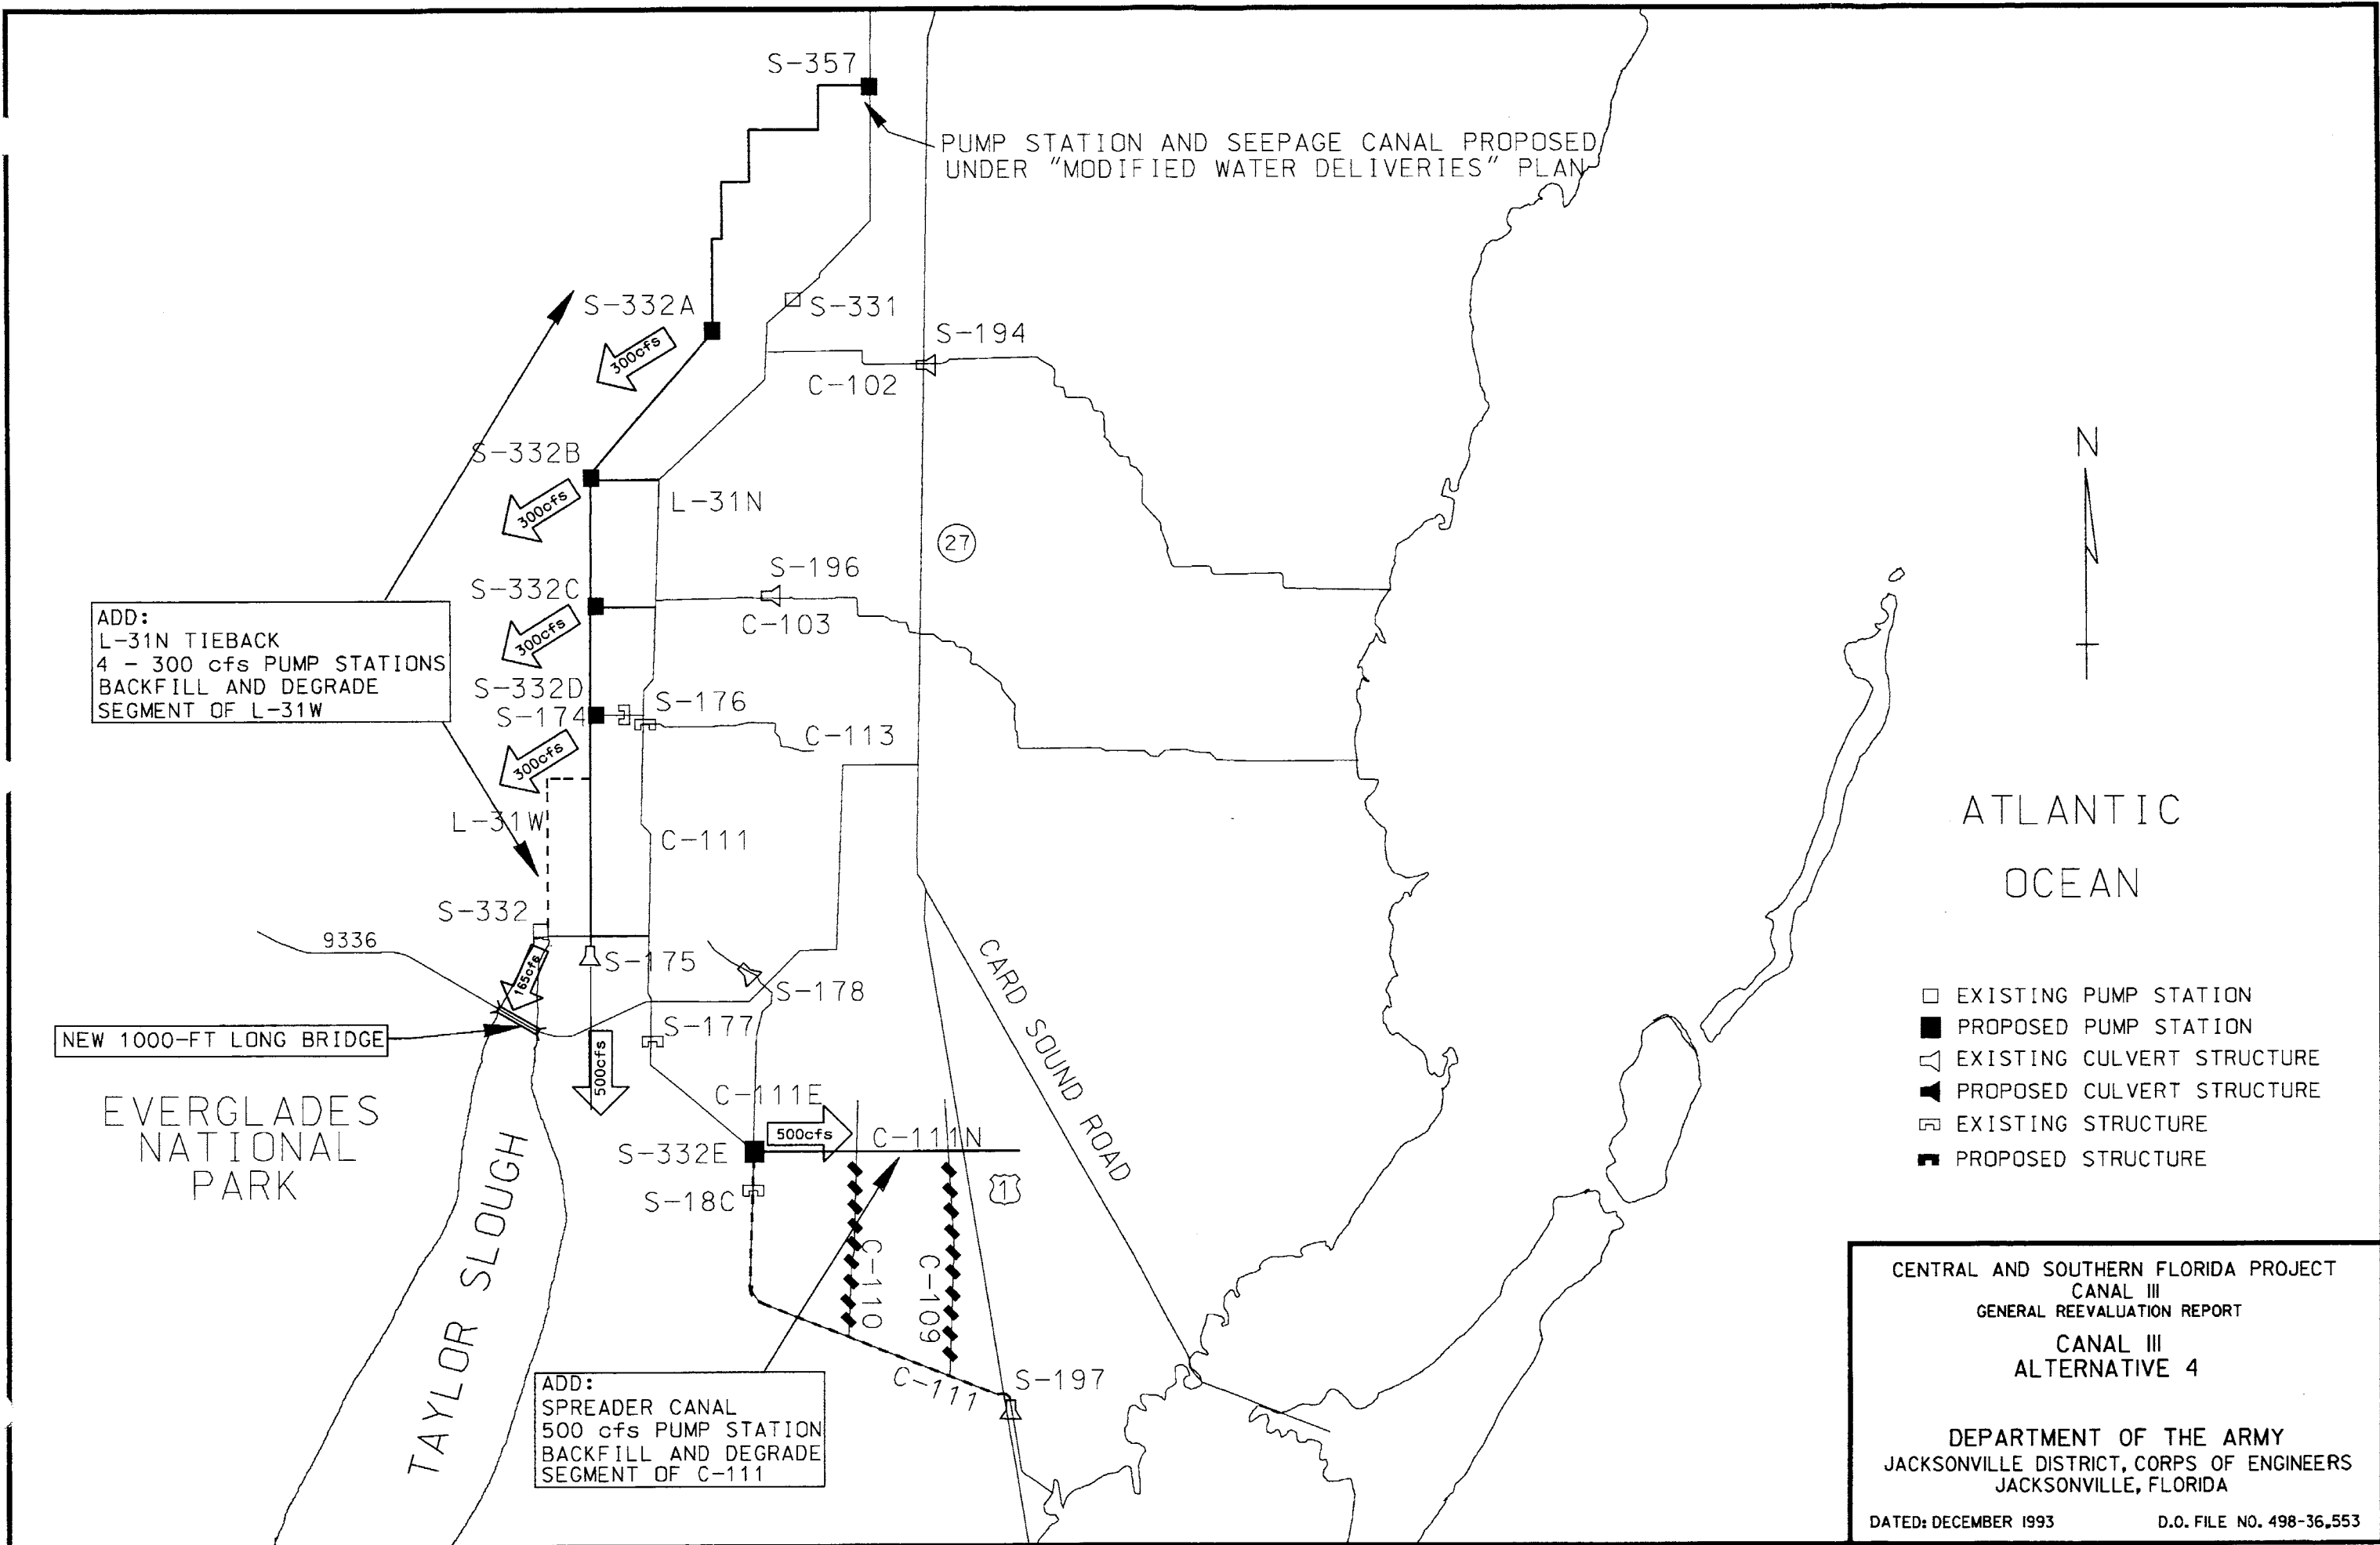 S-357
PUMP STATION AND SEEPAGE CANAL PROPOSED
UNDER "MODIFIED WATER DELIVERIES" PLAN
S-332A
S-331
300cfs
S-194
C-102
S-332B
300cfs
L-31N
27
N
S-196
S-332C
C-103
300cfs
ADD:
L-31N TIEBACK
4 - 300 cfs PUMP STATIONS
BACKFILL AND DEGRADE
SEGMENT OF L-31W
S-332D
S-174
S-176
C-113
300cfs
L-31W
C-111
ATLANTIC
OCEAN
S-332
9336
165cfs
S-175
S-178
CARD SOUND ROAD
NEW 1000-FT LONG BRIDGE
S-177
500cfs
EVERGLADES
NATIONAL
PARK
TAYLOR SLOUGH
C-111E
500cfs
C-111N
S-332E
1
S-18C
C-110
C-109
C-111
S-197
ADD:
SPREADER CANAL
500 cfs PUMP STATION
BACKFILL AND DEGRADE
SEGMENT OF C-111
EXISTING PUMP STATION
PROPOSED PUMP STATION
EXISTING CULVERT STRUCTURE
PROPOSED CULVERT STRUCTURE
EXISTING STRUCTURE
PROPOSED STRUCTURE
CENTRAL AND SOUTHERN FLORIDA PROJECT
CANAL III
GENERAL REEVALUATION REPORT
CANAL III
ALTERNATIVE 4
DEPARTMENT OF THE ARMY
JACKSONVILLE DISTRICT, CORPS OF ENGINEERS
JACKSONVILLE, FLORIDA
DATED: DECEMBER 1993
D.O. FILE NO. 498-36,553